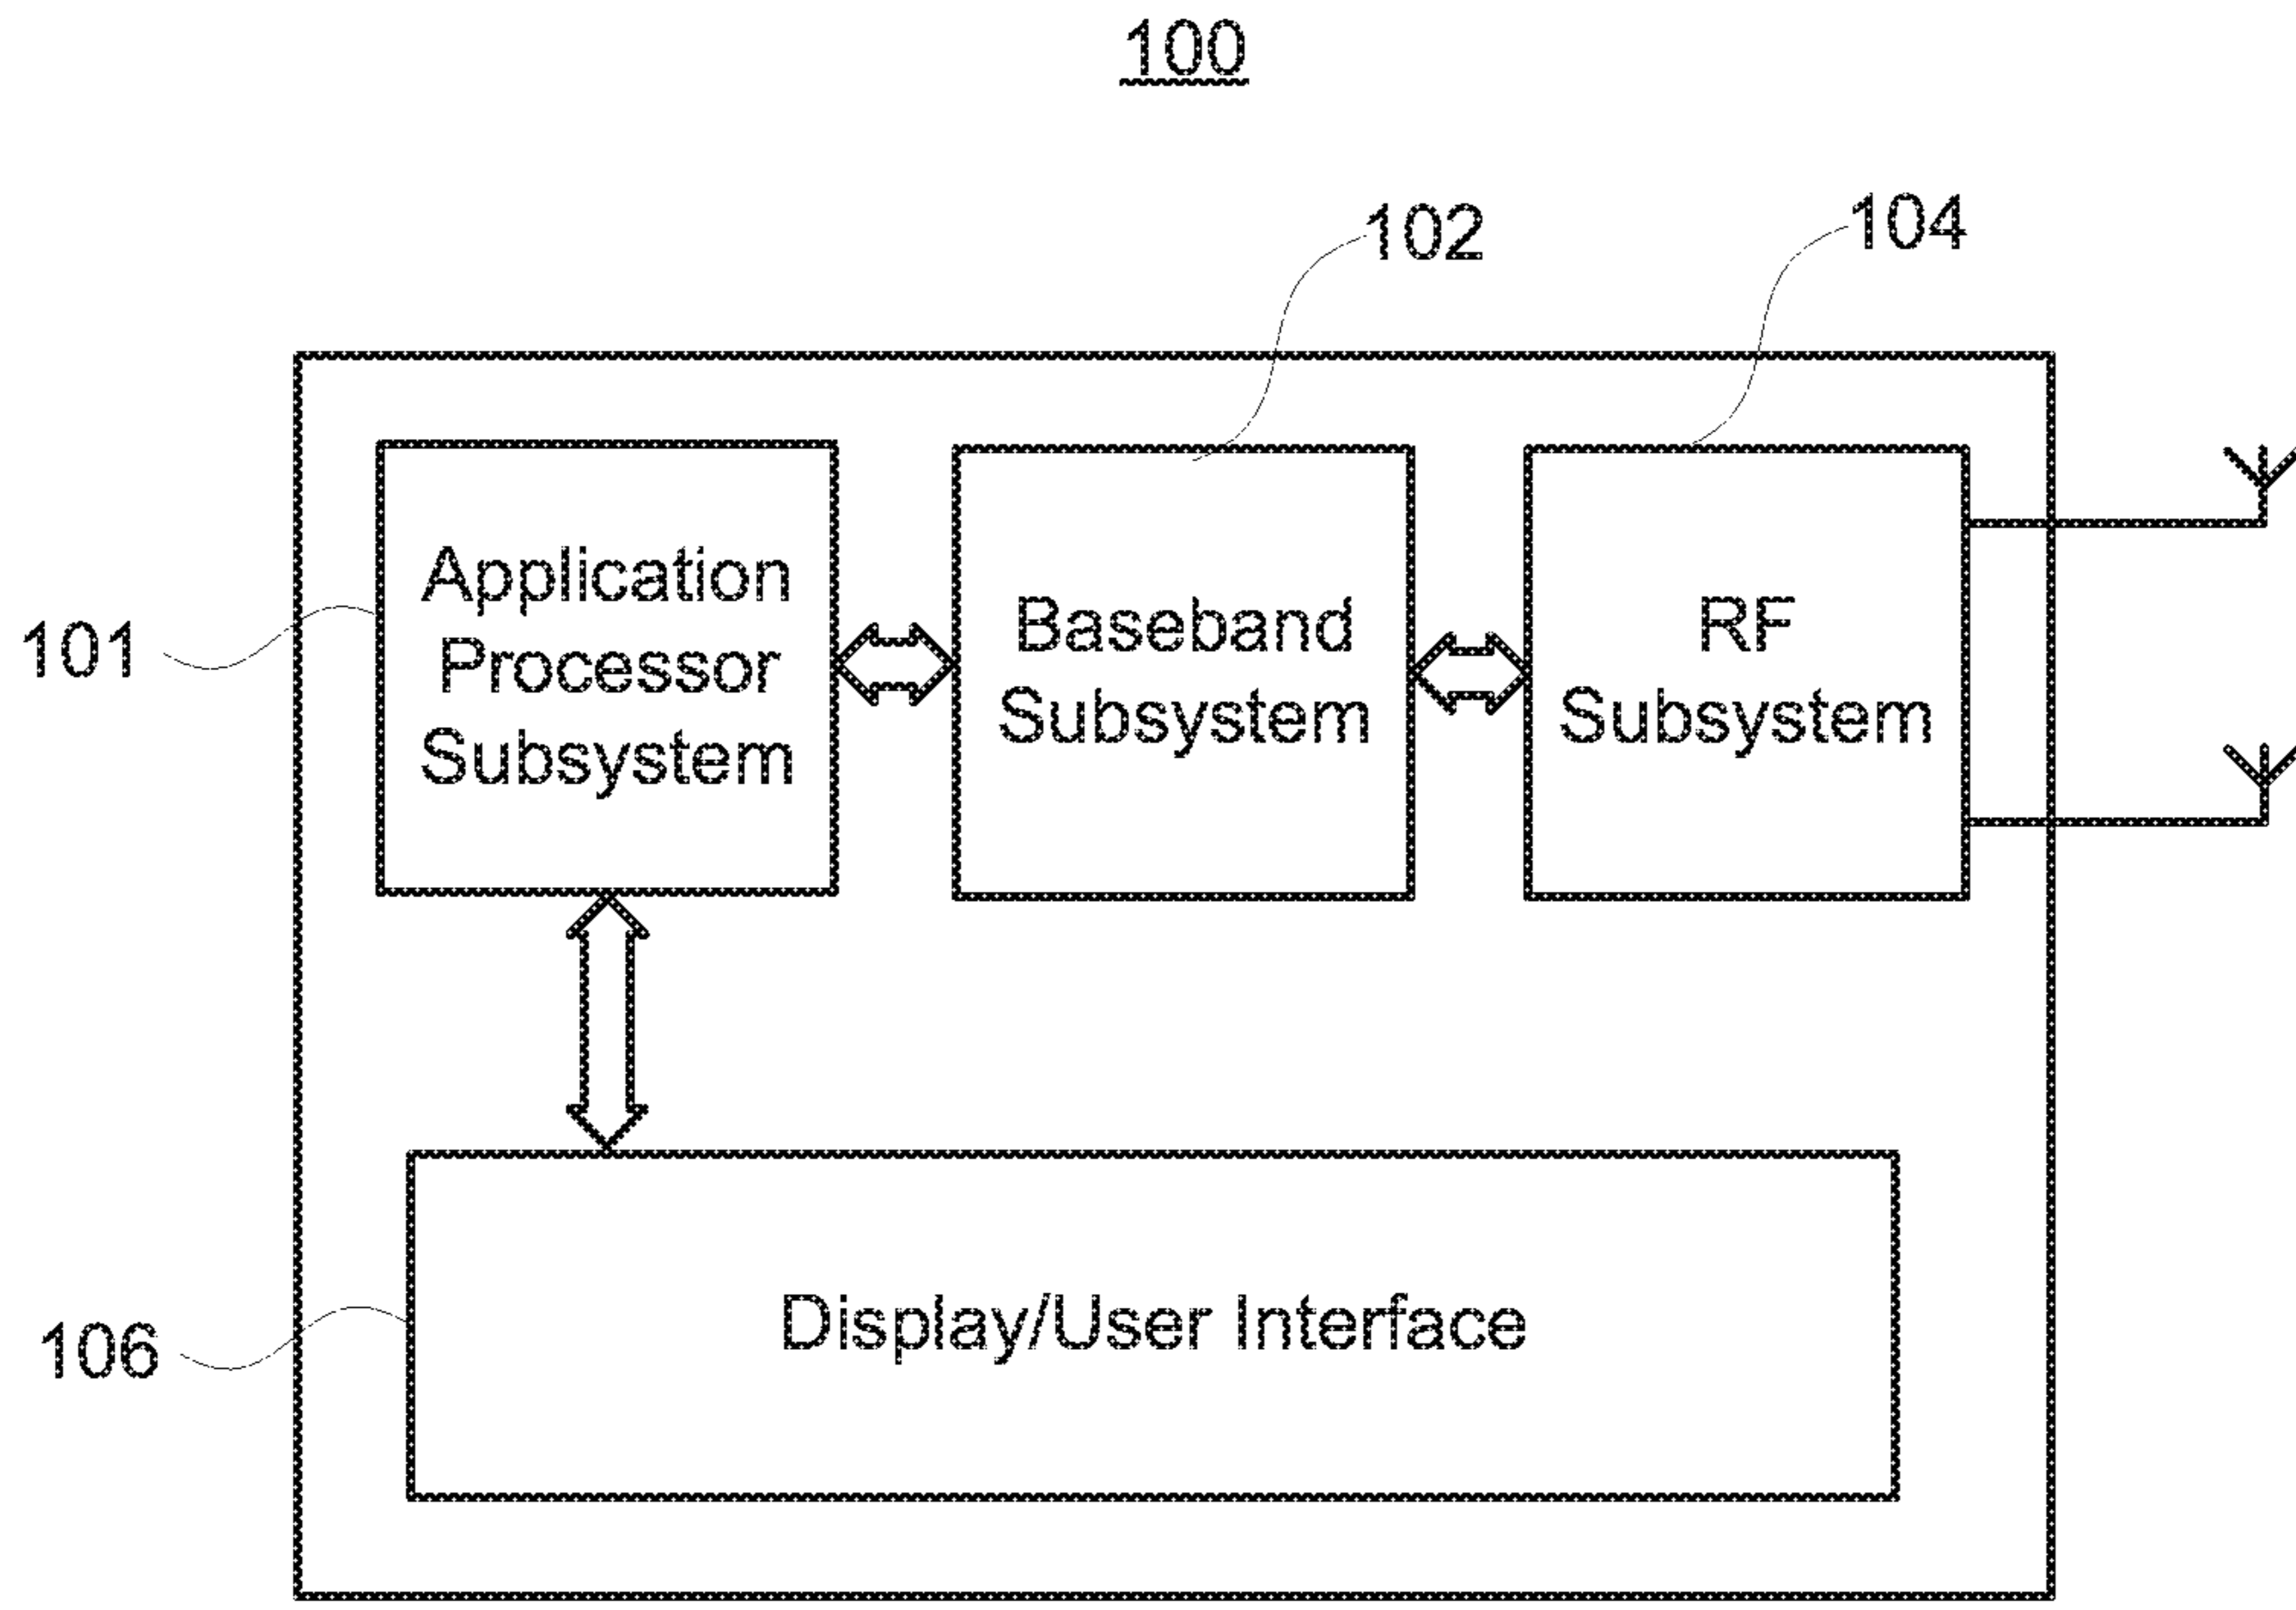 100
102
104
101
Application
Processor
Subsystem
Baseband
Subsystem
RF
Subsystem
106
Display/User Interface